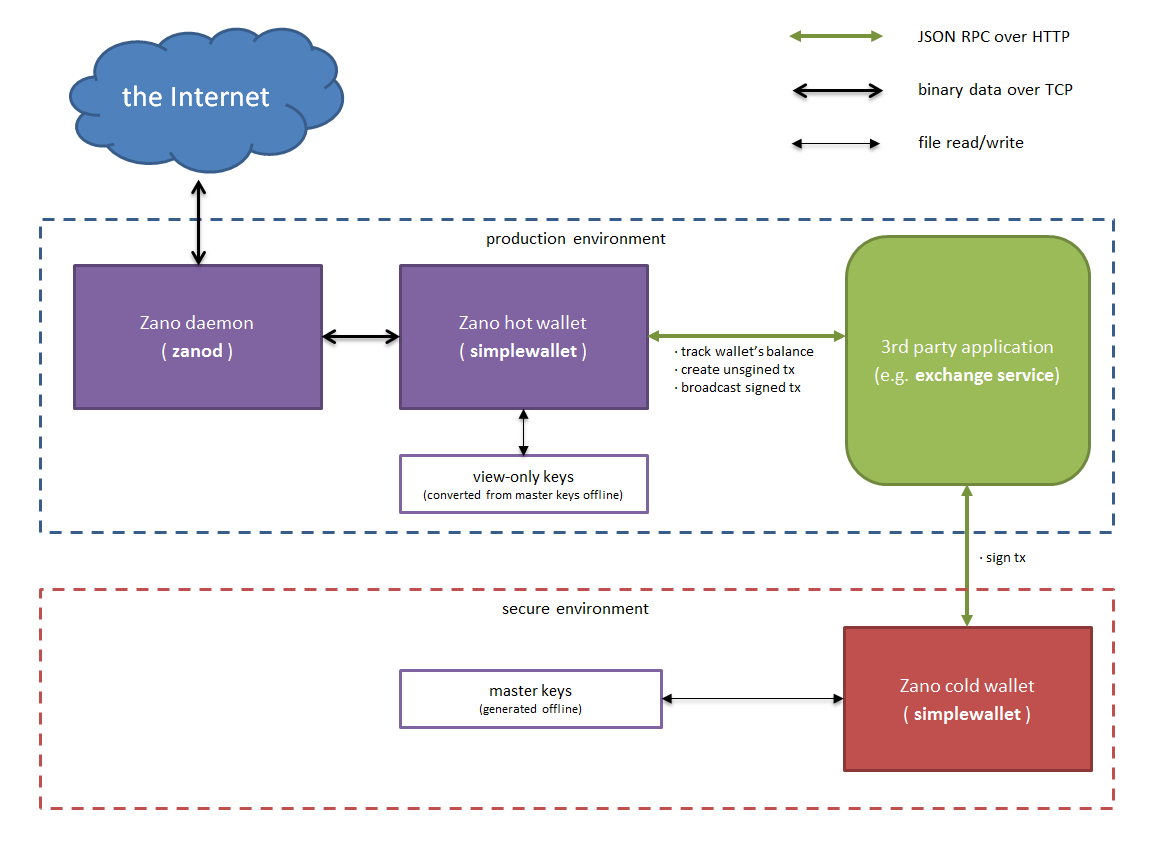 the Internet
JSON RPC over HTTP
binary data over TCP
file read/write
production environment
Zano daemon
( zanod )
Zano hot wallet
( simplewallet )
· track wallet's balance
· create unsgined tx
· broadcast signed tx
3rd party application
(e.g. exchange service)
view-only keys
(converted from master keys offline)
· sign tx
secure environment
master keys
(generated offline)
Zano cold wallet
( simplewallet )